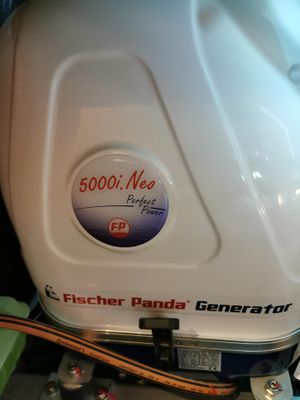 5000i.Neo
Perfect
Power
FP
Fischer Panda® Generator